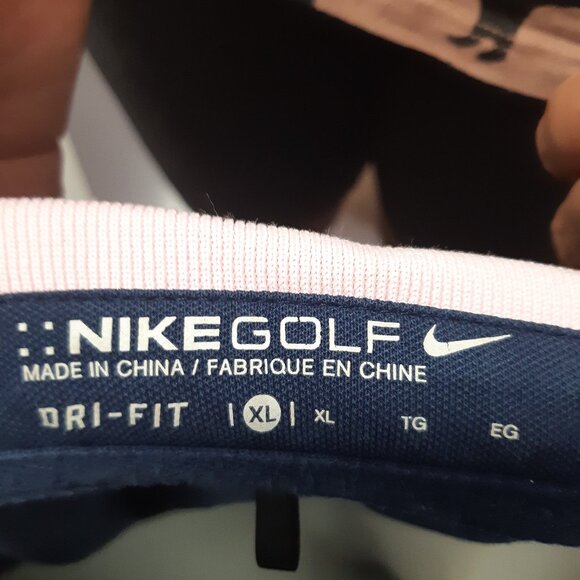 NIKEGOLF
MADE IN CHINA / FABRIQUE EN CHINE
DRI-FIT | XL | XL TG EG